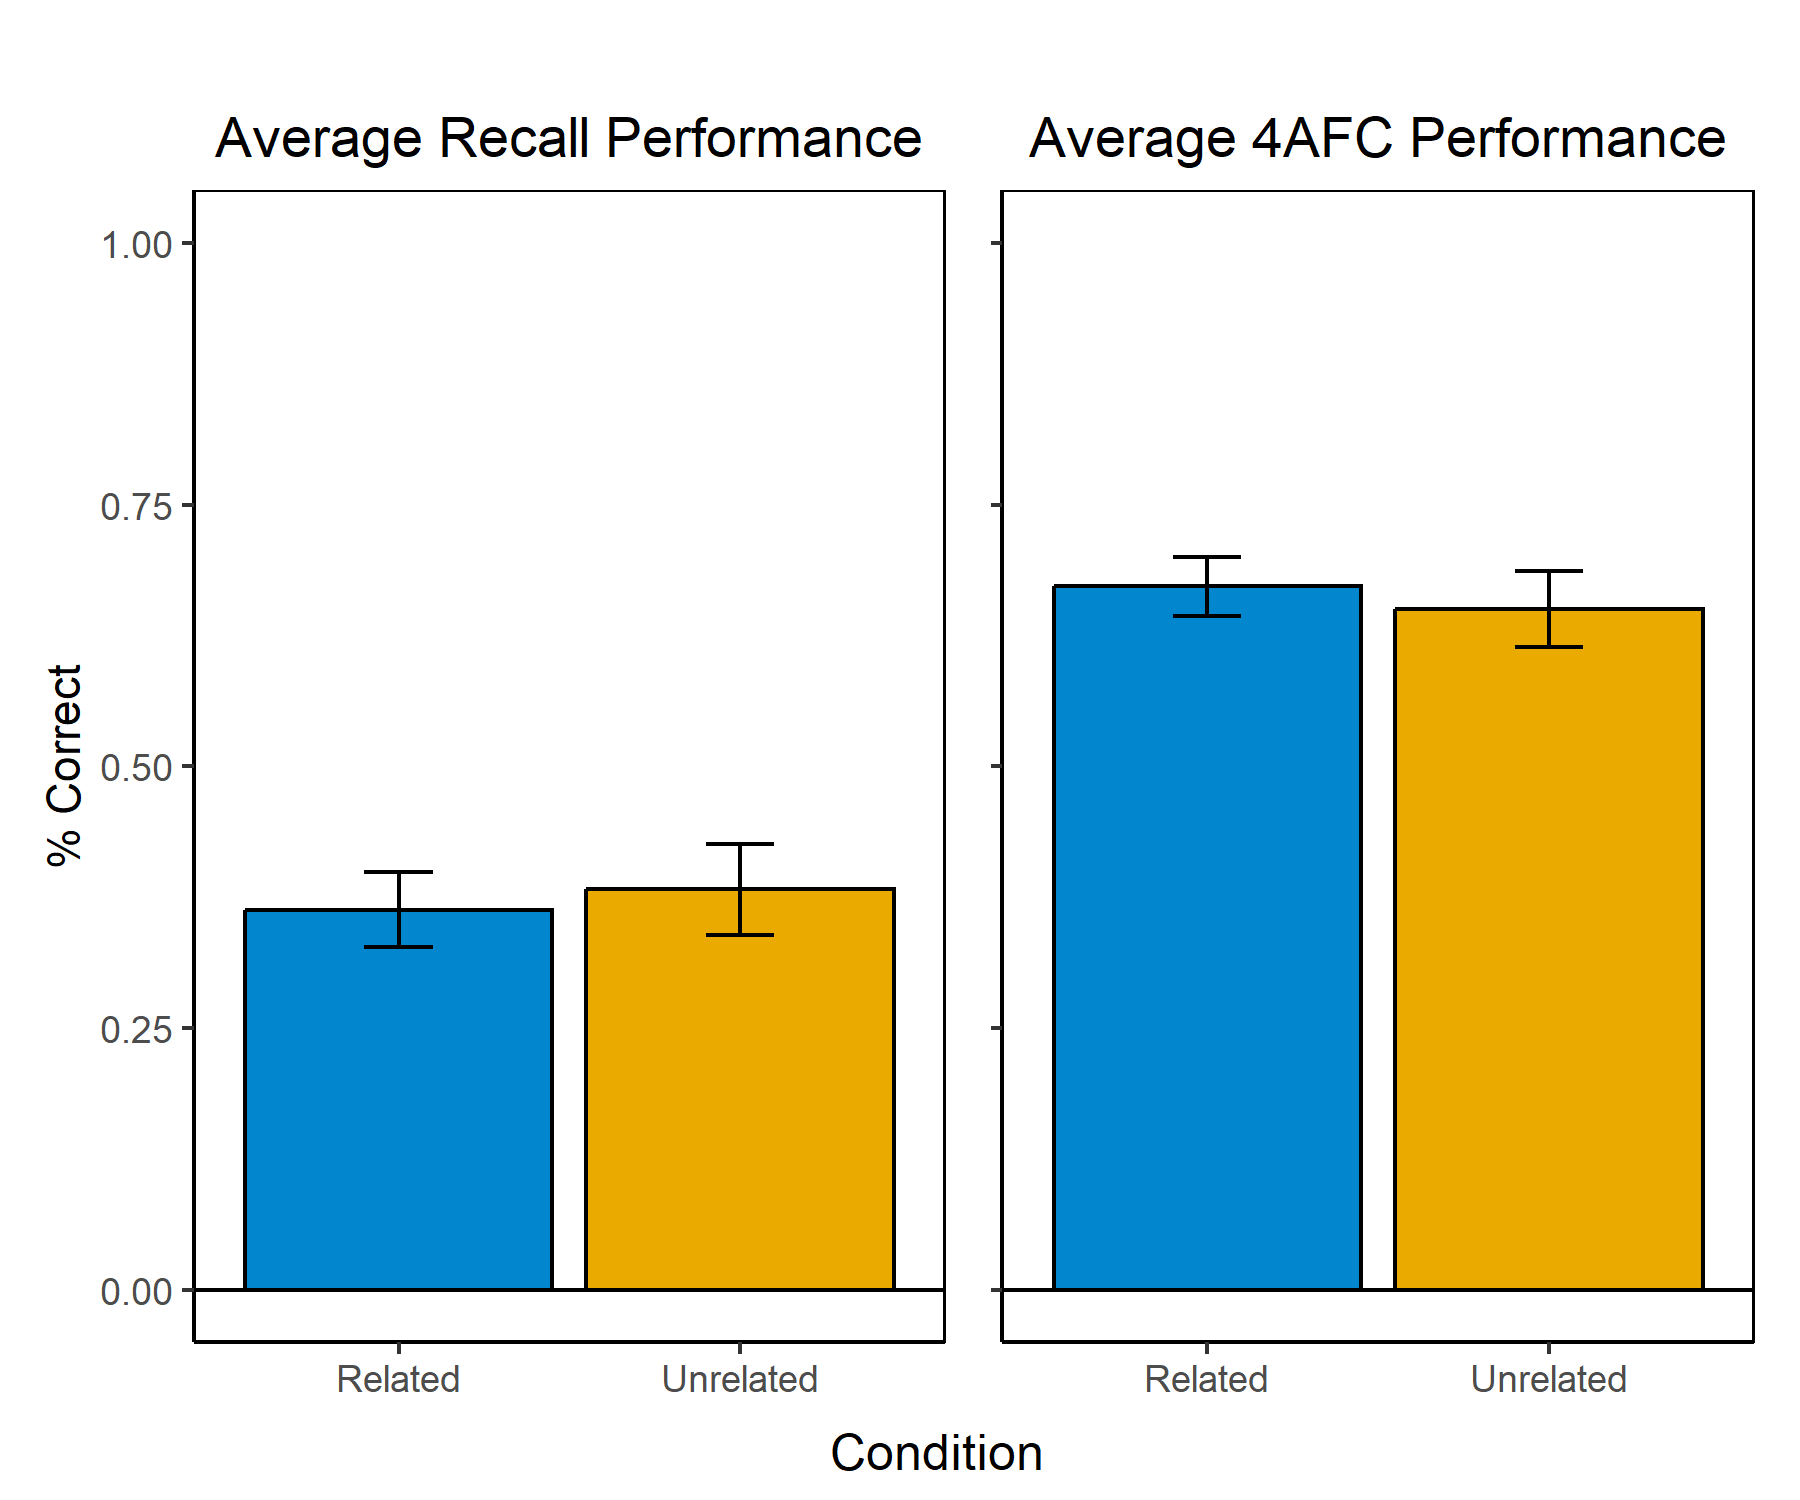 Average Recall Performance
Average 4AFC Performance
% Correct
1.00
0.75
0.50
0.25
0.00
Related
Unrelated
Related
Unrelated
Condition